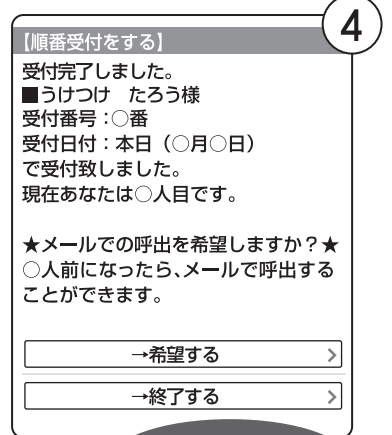 ④
【順番受付をする】
受付完了しました。
■うけつけ　たろう様
受付番号：○番
受付日付：本日（○月○日）
で受付致しました。
現在あなたは○人目です。
★メールでの呼出を希望しますか？★
○人前になったら、メールで呼出する
ことができます。
→希望する
→終了する